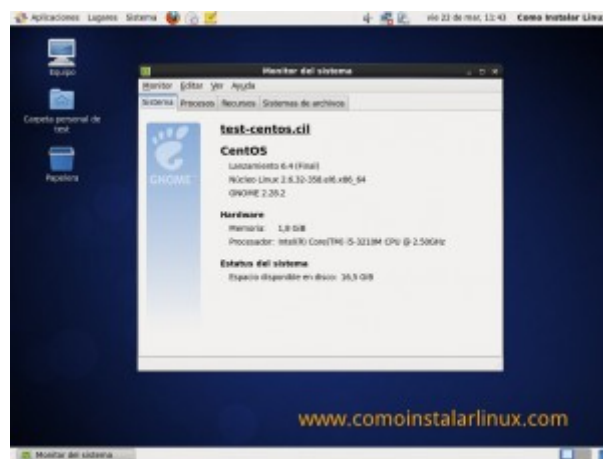 Aplicaciones Lugares Sistema
vie 22 de mar, 11:43 Como Instalar Linux
Equipo
Carpeta personal de
test
Papelera
Monitor del sistema
Monitor Editar Ver Ayuda
Sistema Procesos Recursos Sistemas de archivos
GNOME
test-centos.cil
CentOS
Lanzamiento 6.4 (Final)
Núcleo Linux 2.6.32-358.el6.x86_64
GNOME 2.28.2
Hardware
Memoria: 1,8 GiB
Procesador: Intel(R) Core(TM) i5-3210M CPU @ 2.50GHz
Estatus del sistema
Espacio disponible en disco: 16,5 GiB
www.comoinstalarlinux.com
Monitor del sistema